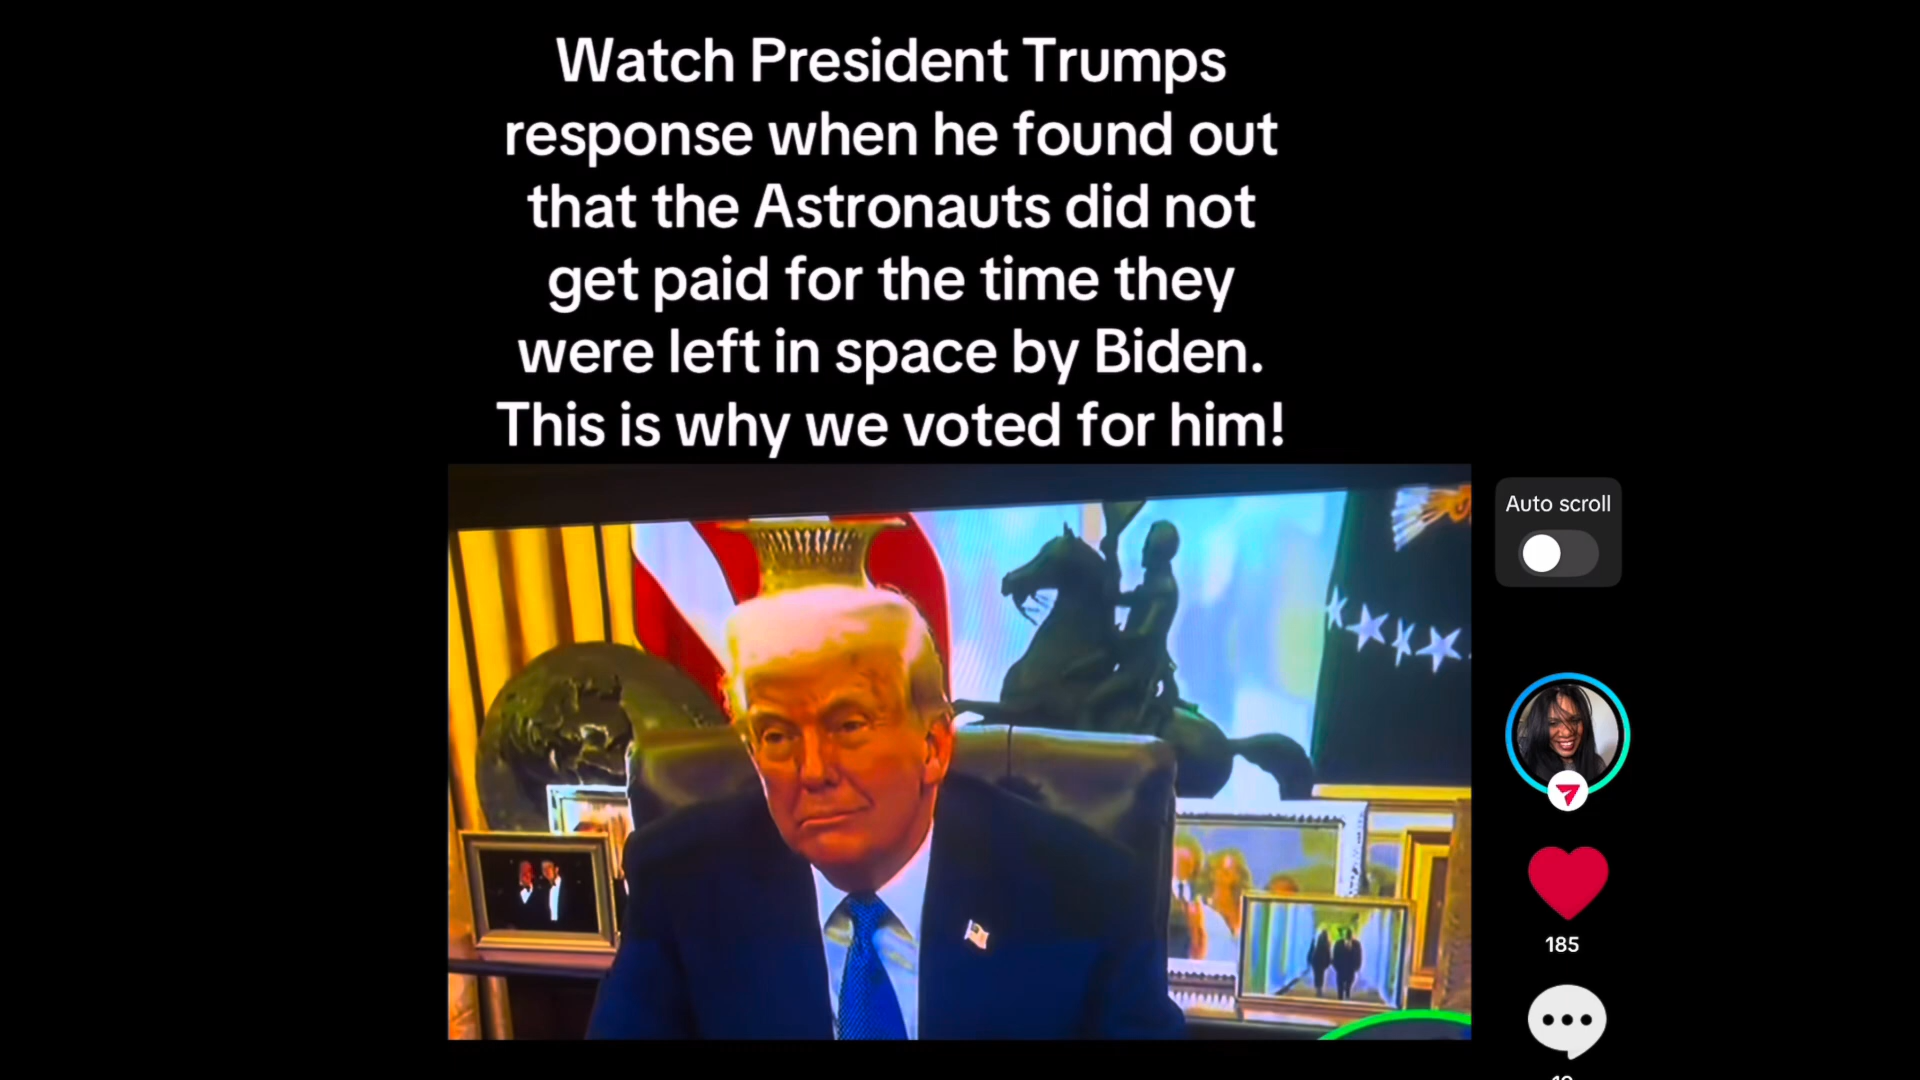 Watch President Trumps
response when he found out
that the Astronauts did not
get paid for the time they
were left in space by Biden.
This is why we voted for him!
Auto scroll
185